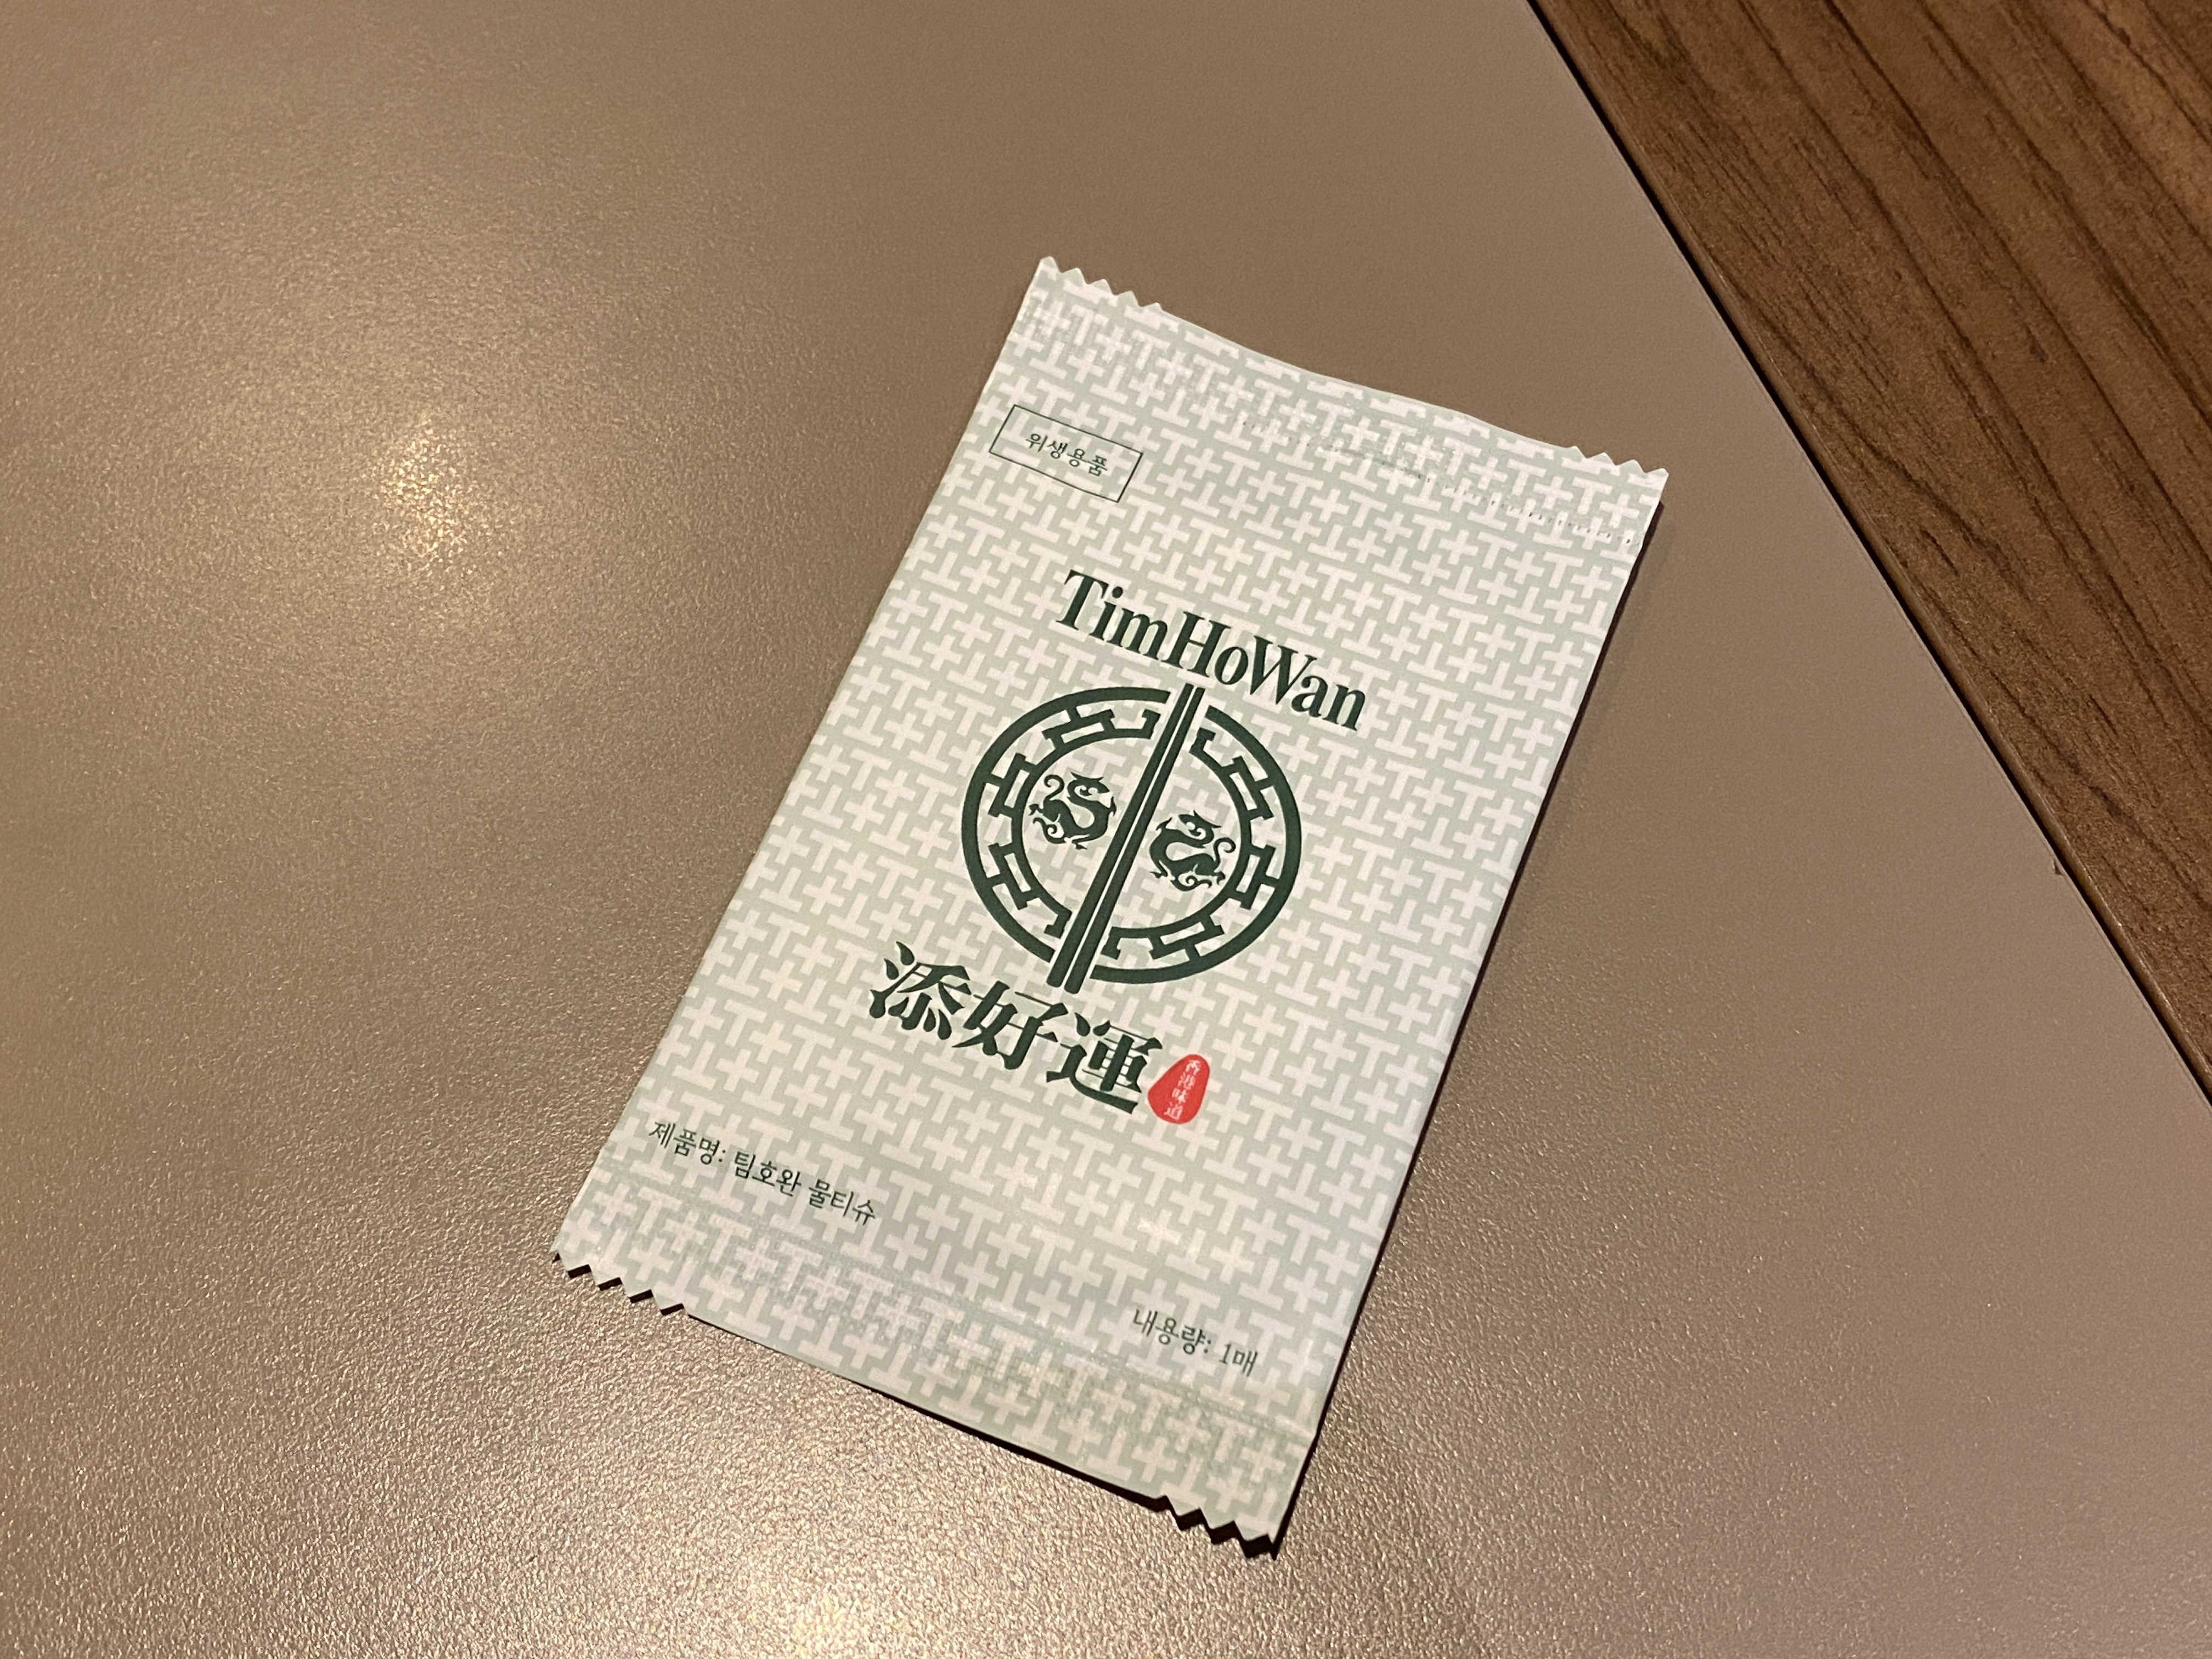 위생용품
TimHoWan
添好運
香港味道
제품명: 팀호완 물티슈
내용량: 1매